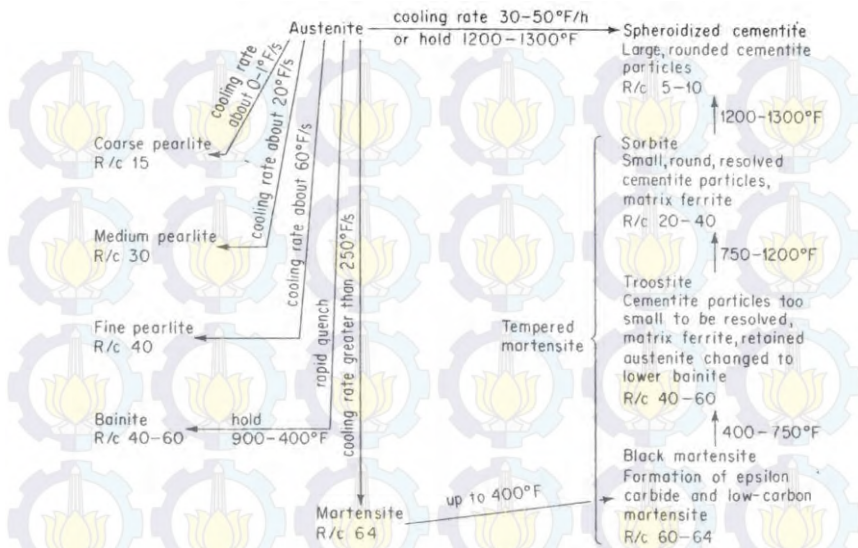 cooling rate 30-50°F/h
Austenite
or hold 1200-1300°F
Spheroidized cementite
Large, rounded cementite
particles
R/c 5-10
1200-1300°F
cooling rate
about 0-1°F/s
Coarse pearlite
R/c 15
cooling rate about 20°F/s
Medium pearlite
R/c 30
cooling rate about 60°F/s
Fine pearlite
R/c 40
rapid quench
Bainite
R/c 40-60
hold
900-400°F
cooling rate greater than 250°F/s
Martensite
R/c 64
up to 400°F
Tempered
martensite
Sorbite
Small, round, resolved
cementite particles,
matrix ferrite
R/c 20-40
750-1200°F
Troostite
Cementite particles too
small to be resolved,
matrix ferrite, retained
austenite changed to
lower bainite
R/c 40-60
400-750°F
Black martensite
Formation of epsilon
carbide and low-carbon
martensite
R/c 60-64